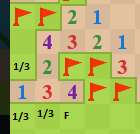 2 1
4 3 2 1
1/3 2 3
1 3 4
1/3 1/3 F